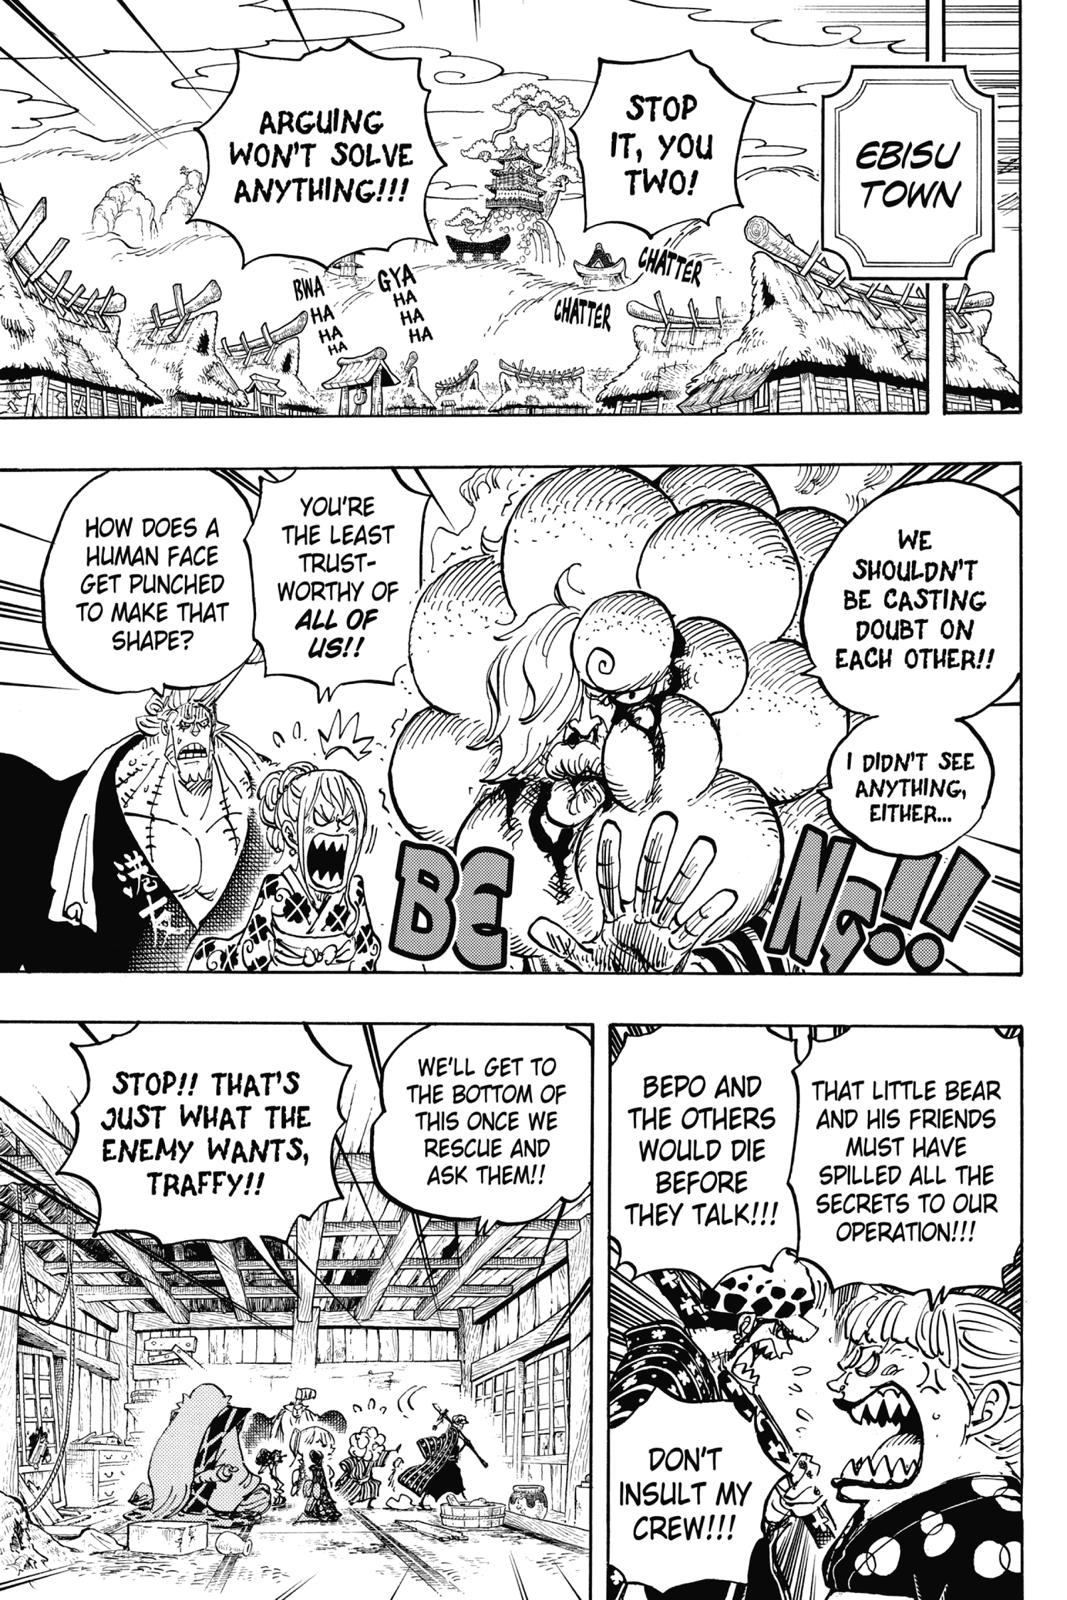 EBISU
TOWN
STOP
IT, YOU
TWO!
ARGUING
WON'T SOLVE
ANYTHING!!!
CHATTER
CHATTER
GYA
HA
HA
HA
BWA
HA
HA
HA
WE
SHOULDN'T
BE CASTING
DOUBT ON
EACH OTHER!!
I DIDN'T SEE
ANYTHING,
EITHER...
YOU'RE
THE LEAST
TRUST-
WORTHY OF
ALL OF
US!!
HOW DOES A
HUMAN FACE
GET PUNCHED
TO MAKE THAT
SHAPE?
港
BE
NG!!
THAT LITTLE BEAR
AND HIS FRIENDS
MUST HAVE
SPILLED ALL THE
SECRETS TO OUR
OPERATION!!!
BEPO AND
THE OTHERS
WOULD DIE
BEFORE
THEY TALK!!!
DON'T
INSULT MY
CREW!!!
WE'LL GET TO
THE BOTTOM OF
THIS ONCE WE
RESCUE AND
ASK THEM!!
STOP!! THAT'S
JUST WHAT THE
ENEMY WANTS,
TRAFFY!!